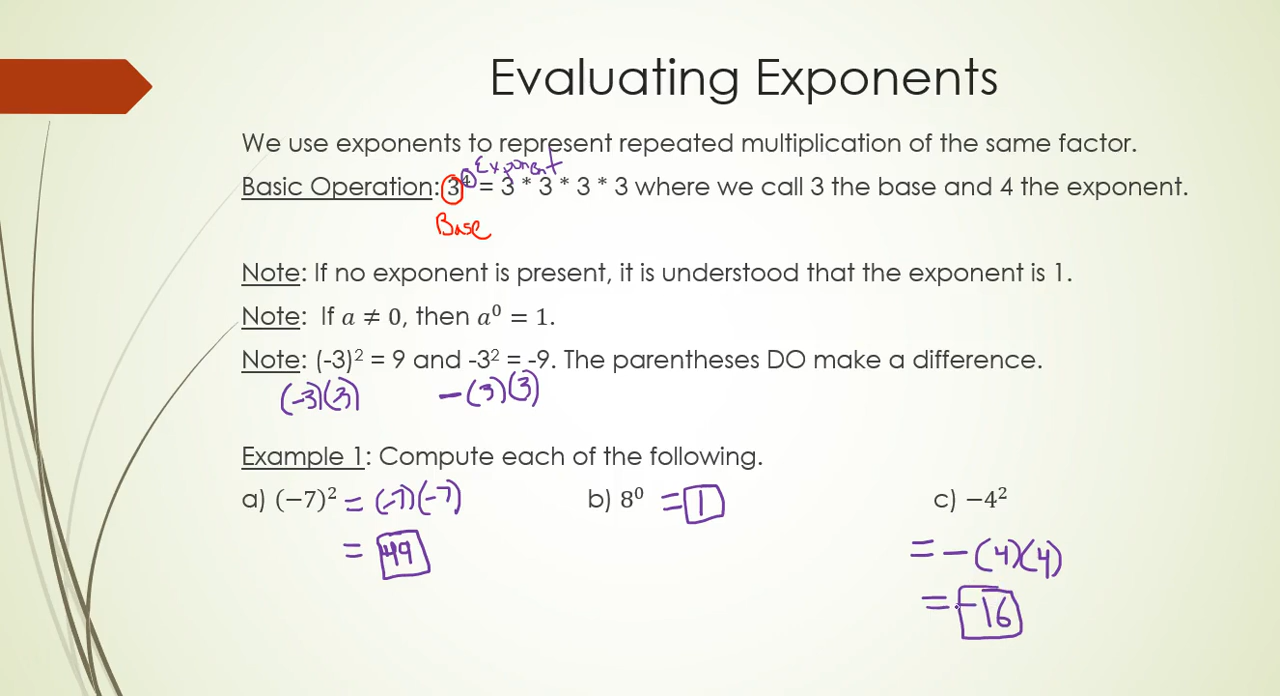 Evaluating Exponents
We use exponents to represent repeated multiplication of the same factor.
Exponent
Basic Operation: 3⁴ = 3 * 3 * 3 * 3 where we call 3 the base and 4 the exponent.
Base
Note: If no exponent is present, it is understood that the exponent is 1.
Note: If a ≠ 0, then a⁰ = 1.
Note: (-3)² = 9 and -3² = -9. The parentheses DO make a difference.
(-3)(3) -(3)(3)
Example 1: Compute each of the following.
a) (−7)² = (-7)(-7) b) 8⁰ = 1 c) −4²
= 49 = -(4)(4)
= -16